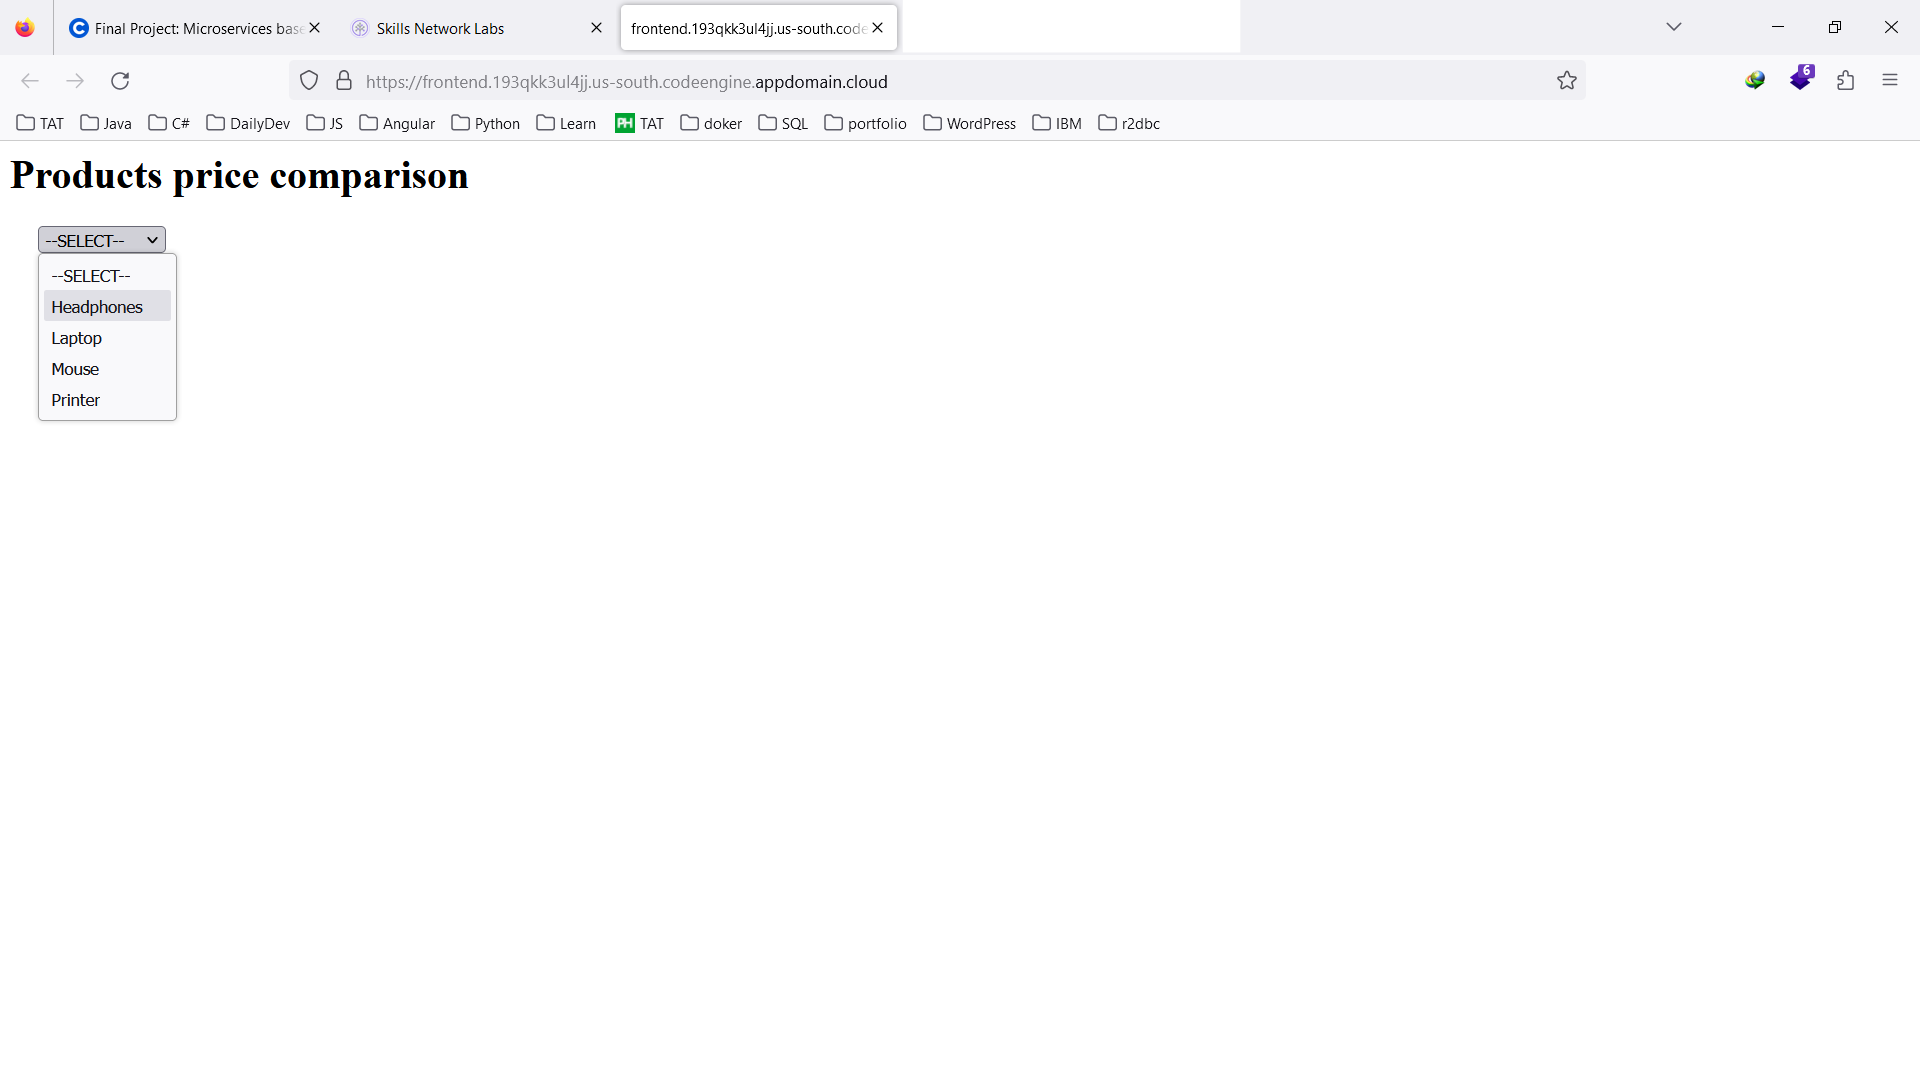 Final Project: Microservices base
Skills Network Labs
frontend.193qkk3ul4jj.us-south.code
https://frontend.193qkk3ul4jj.us-south.codeengine.appdomain.cloud
6
TAT Java C# DailyDev JS Angular Python Learn PH TAT doker SQL portfolio WordPress IBM r2dbc
Products price comparison
--SELECT--
--SELECT--
Headphones
Laptop
Mouse
Printer